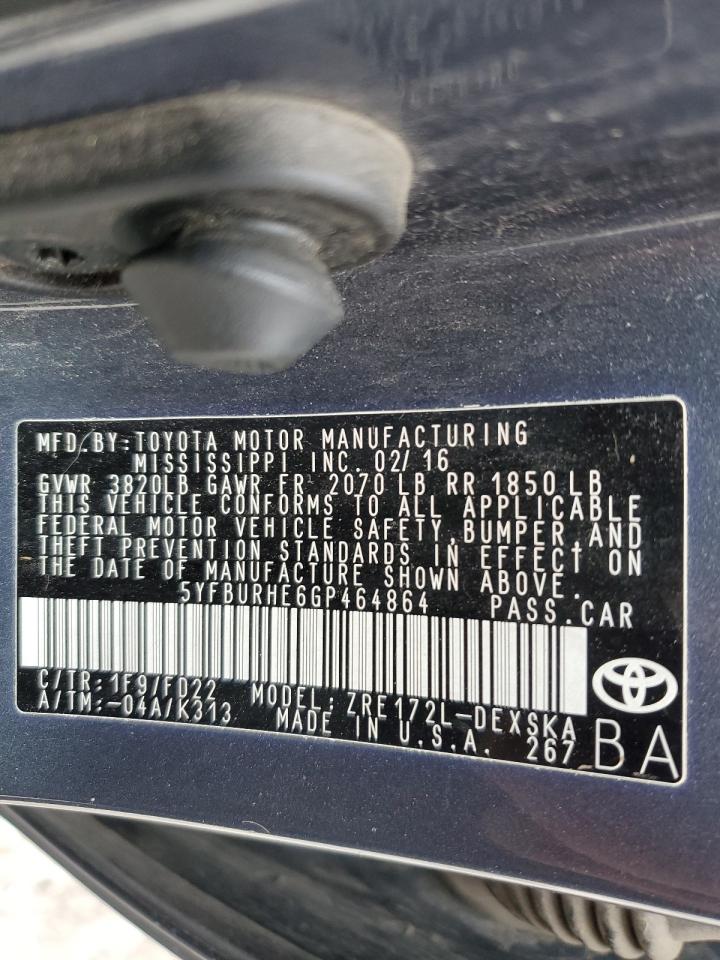 MFD.BY:TOYOTA MOTOR MANUFACTURING
MISSISSIPPI INC. 02/16
GVWR 3820LB GAWR FR 2070 LB RR 1850 LB
THIS VEHICLE CONFORMS TO ALL APPLICABLE
FEDERAL MOTOR VEHICLE SAFETY,BUMPER,AND
THEFT PREVENTION STANDARDS IN EFFECT ON
THE DATE OF MANUFACTURE SHOWN ABOVE.
5YFBURHE6GP464864 PASS.CAR
C/TR:1F9/FD22 MODEL:ZRE172L-DEXSKA
A/TM:-04A/K313 MADE IN U.S.A. 267
BA